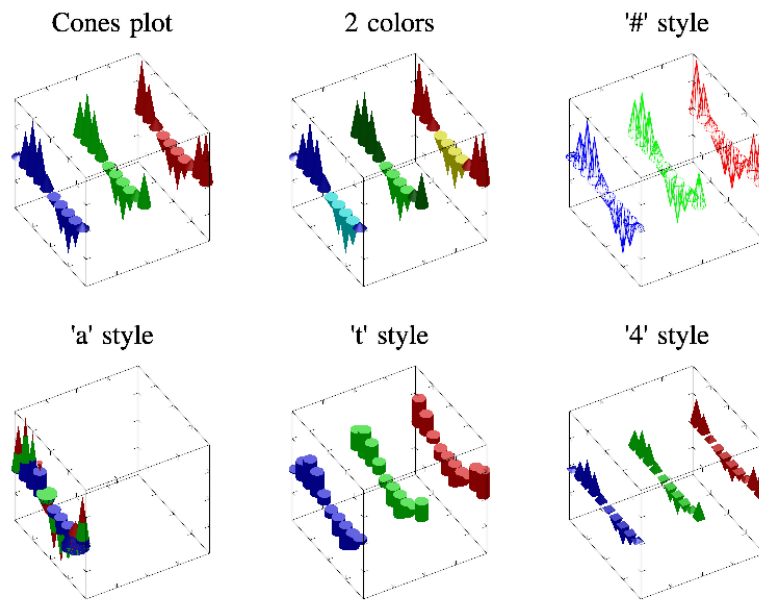 Cones plot
2 colors
'#' style
'a' style
't' style
'4' style